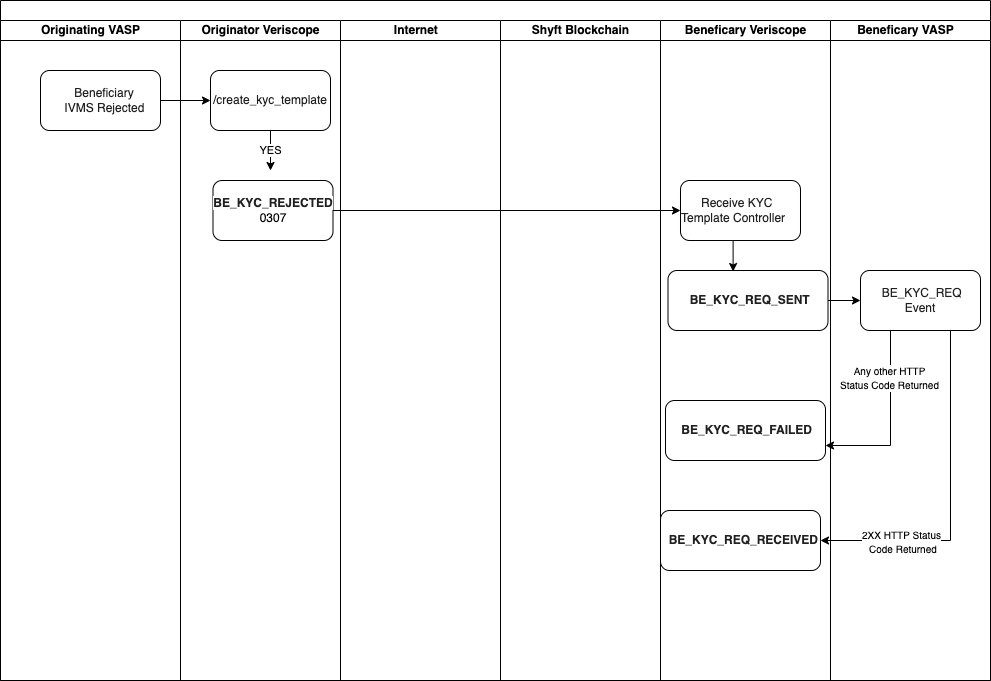 Originating VASP
Originator Veriscope
Internet
Shyft Blockchain
Beneficary Veriscope
Beneficary VASP
Beneficiary
IVMS Rejected
/create_kyc_template
YES
BE_KYC_REJECTED
0307
Receive KYC
Template Controller
BE_KYC_REQ_SENT
BE_KYC_REQ
Event
Any other HTTP
Status Code Returned
BE_KYC_REQ_FAILED
BE_KYC_REQ_RECEIVED
2XX HTTP Status
Code Returned